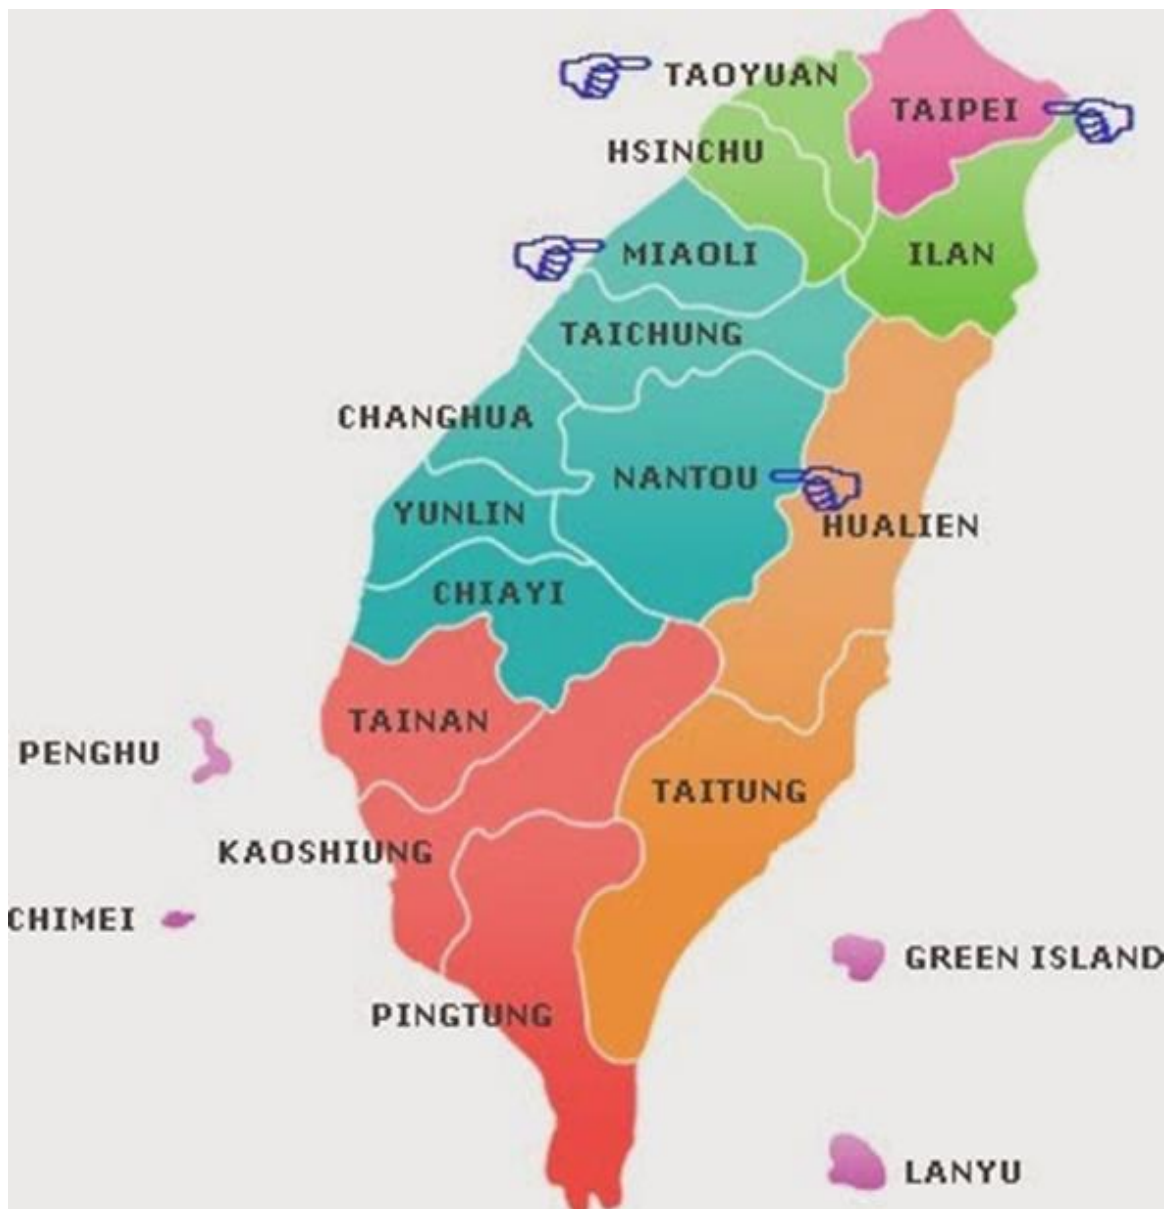 TAOYUAN
TAIPEI
HSINCHU
MIAOLI
ILAN
TAICHUNG
CHANGHUA
NANTOU
YUNLIN
HUALIEN
CHIAYI
TAINAN
PENGHU
TAITUNG
KAOSHIUNG
CHIMEI
GREEN ISLAND
PINGTUNG
LANYU